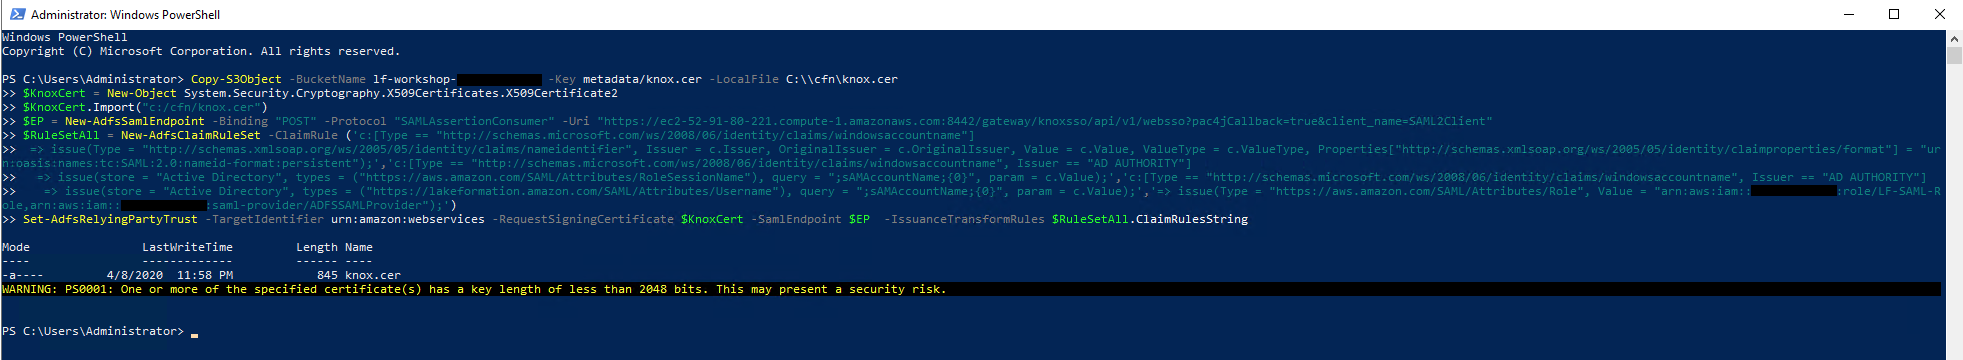 Administrator: Windows PowerShell
Windows PowerShell
Copyright (C) Microsoft Corporation. All rights reserved.
PS C:\Users\Administrator> Copy-S3Object -BucketName lf-workshop- -Key metadata/knox.cer -LocalFile C:\\cfn\knox.cer
>> $KnoxCert = New-Object System.Security.Cryptography.X509Certificates.X509Certificate2
>> $KnoxCert.Import("c:/cfn/knox.cer")
>> $EP = New-AdfsSamlEndpoint -Binding "POST" -Protocol "SAMLAssertionConsumer" -Uri "https://ec2-52-91-80-221.compute-1.amazonaws.com:8442/gateway/knoxsso/api/v1/websso?pac4jCallback=true&client_name=SAML2Client"
>> $RuleSetAll = New-AdfsClaimRuleSet -ClaimRule ('c:[Type == "http://schemas.microsoft.com/ws/2008/06/identity/claims/windowsaccountname"]
>>  => issue(Type = "http://schemas.xmlsoap.org/ws/2005/05/identity/claims/nameidentifier", Issuer = c.Issuer, OriginalIssuer = c.OriginalIssuer, Value = c.Value, ValueType = c.ValueType, Properties["http://schemas.xmlsoap.org/ws/2005/05/identity/claimproperties/format"] = "ur
n:oasis:names:tc:SAML:2.0:nameid-format:persistent");','c:[Type == "http://schemas.microsoft.com/ws/2008/06/identity/claims/windowsaccountname", Issuer == "AD AUTHORITY"]
>>   => issue(store = "Active Directory", types = ("https://aws.amazon.com/SAML/Attributes/RoleSessionName"), query = ";sAMAccountName;{0}", param = c.Value);','c:[Type == "http://schemas.microsoft.com/ws/2008/06/identity/claims/windowsaccountname", Issuer == "AD AUTHORITY"]
>>    => issue(store = "Active Directory", types = ("https://lakeformation.amazon.com/SAML/Attributes/Username"), query = ";sAMAccountName;{0}", param = c.Value);','=> issue(Type = "https://aws.amazon.com/SAML/Attributes/Role", Value = "arn:aws:iam:: :role/LF-SAML-R
ole,arn:aws:iam:: :saml-provider/ADFSSAMLProvider");')
>> Set-AdfsRelyingPartyTrust -TargetIdentifier urn:amazon:webservices -RequestSigningCertificate $KnoxCert -SamlEndpoint $EP  -IssuanceTransformRules $RuleSetAll.ClaimRulesString
Mode                LastWriteTime         Length Name
----                -------------         ------ ----
-a----         4/8/2020  11:58 PM            845 knox.cer
WARNING: PS0001: One or more of the specified certificate(s) has a key length of less than 2048 bits. This may present a security risk.
PS C:\Users\Administrator> _